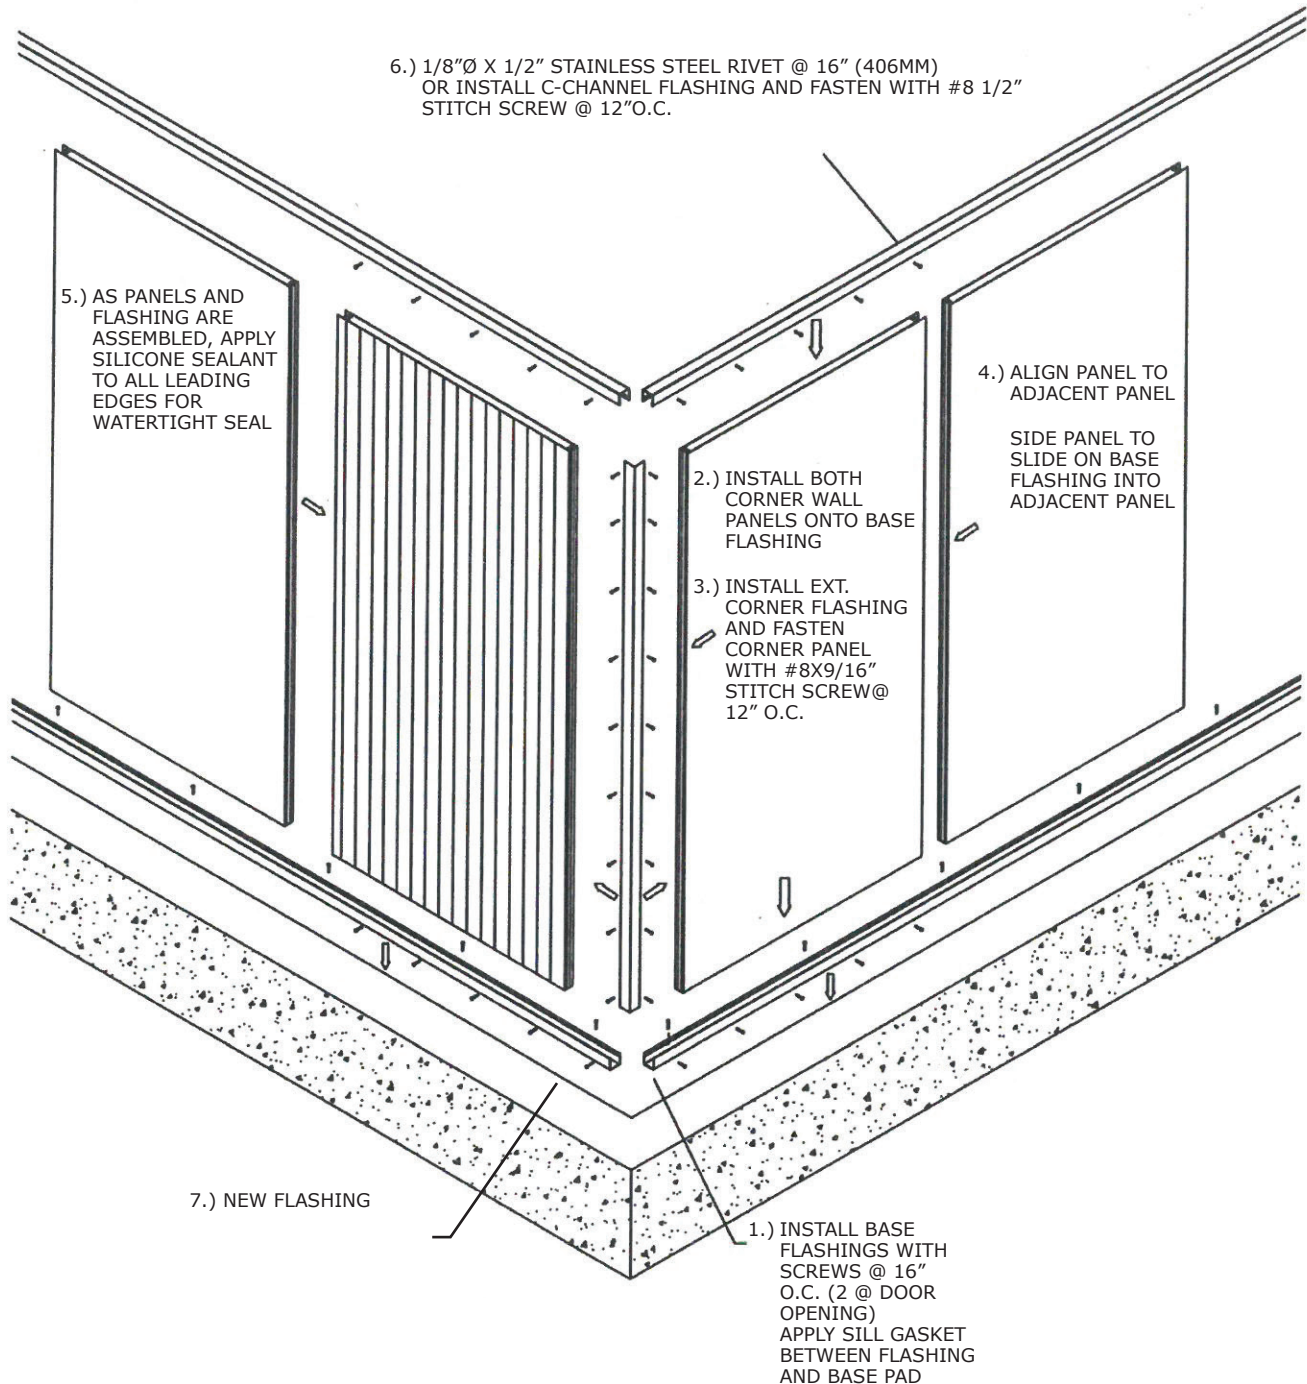 6.) 1/8”Ø X 1/2” STAINLESS STEEL RIVET @ 16” (406MM)
OR INSTALL C-CHANNEL FLASHING AND FASTEN WITH #8 1/2”
STITCH SCREW @ 12”O.C.
5.) AS PANELS AND
FLASHING ARE
ASSEMBLED, APPLY
SILICONE SEALANT
TO ALL LEADING
EDGES FOR
WATERTIGHT SEAL
4.) ALIGN PANEL TO
ADJACENT PANEL
SIDE PANEL TO
SLIDE ON BASE
FLASHING INTO
ADJACENT PANEL
2.) INSTALL BOTH
CORNER WALL
PANELS ONTO BASE
FLASHING
3.) INSTALL EXT.
CORNER FLASHING
AND FASTEN
CORNER PANEL
WITH #8X9/16”
STITCH SCREW@
12” O.C.
7.) NEW FLASHING
1.) INSTALL BASE
FLASHINGS WITH
SCREWS @ 16”
O.C. (2 @ DOOR
OPENING)
APPLY SILL GASKET
BETWEEN FLASHING
AND BASE PAD